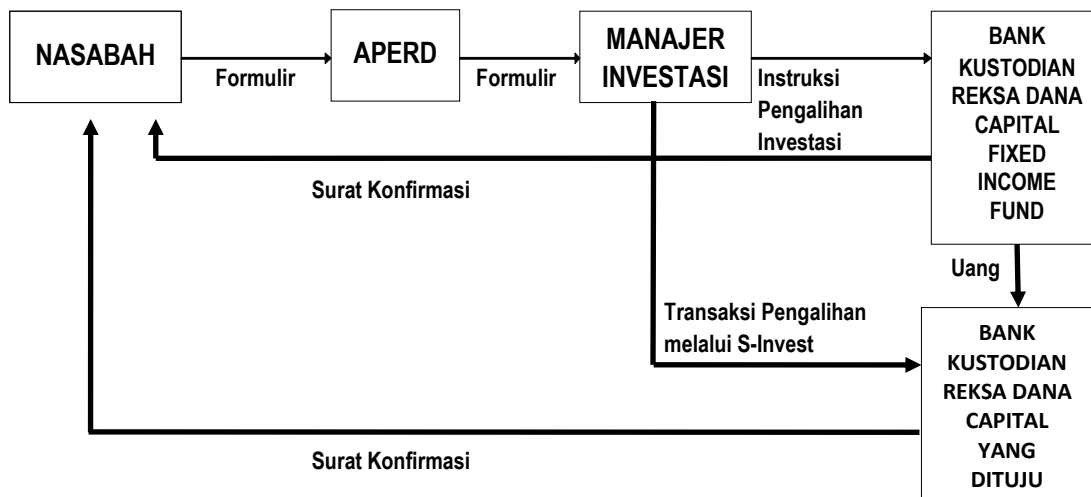 NASABAH
Formulir
APERD
Formulir
MANAJER
INVESTASI
Instruksi
Pengalihan
Investasi
BANK
KUSTODIAN
REKSA DANA
CAPITAL
FIXED
INCOME
FUND
Surat Konfirmasi
Uang
Transaksi Pengalihan
melalui S-Invest
BANK
KUSTODIAN
REKSA DANA
CAPITAL
YANG
DITUJU
Surat Konfirmasi